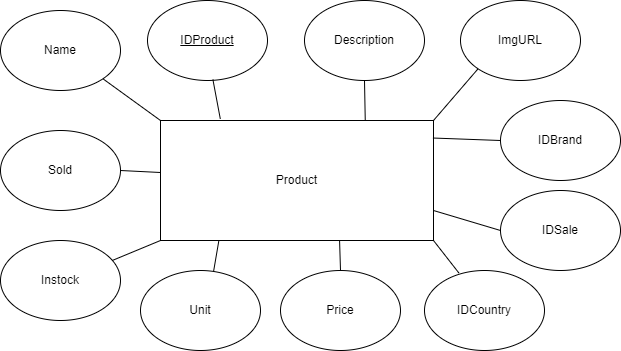 Name
IDProduct
Description
ImgURL
IDBrand
Sold
Product
IDSale
Instock
Unit
Price
IDCountry